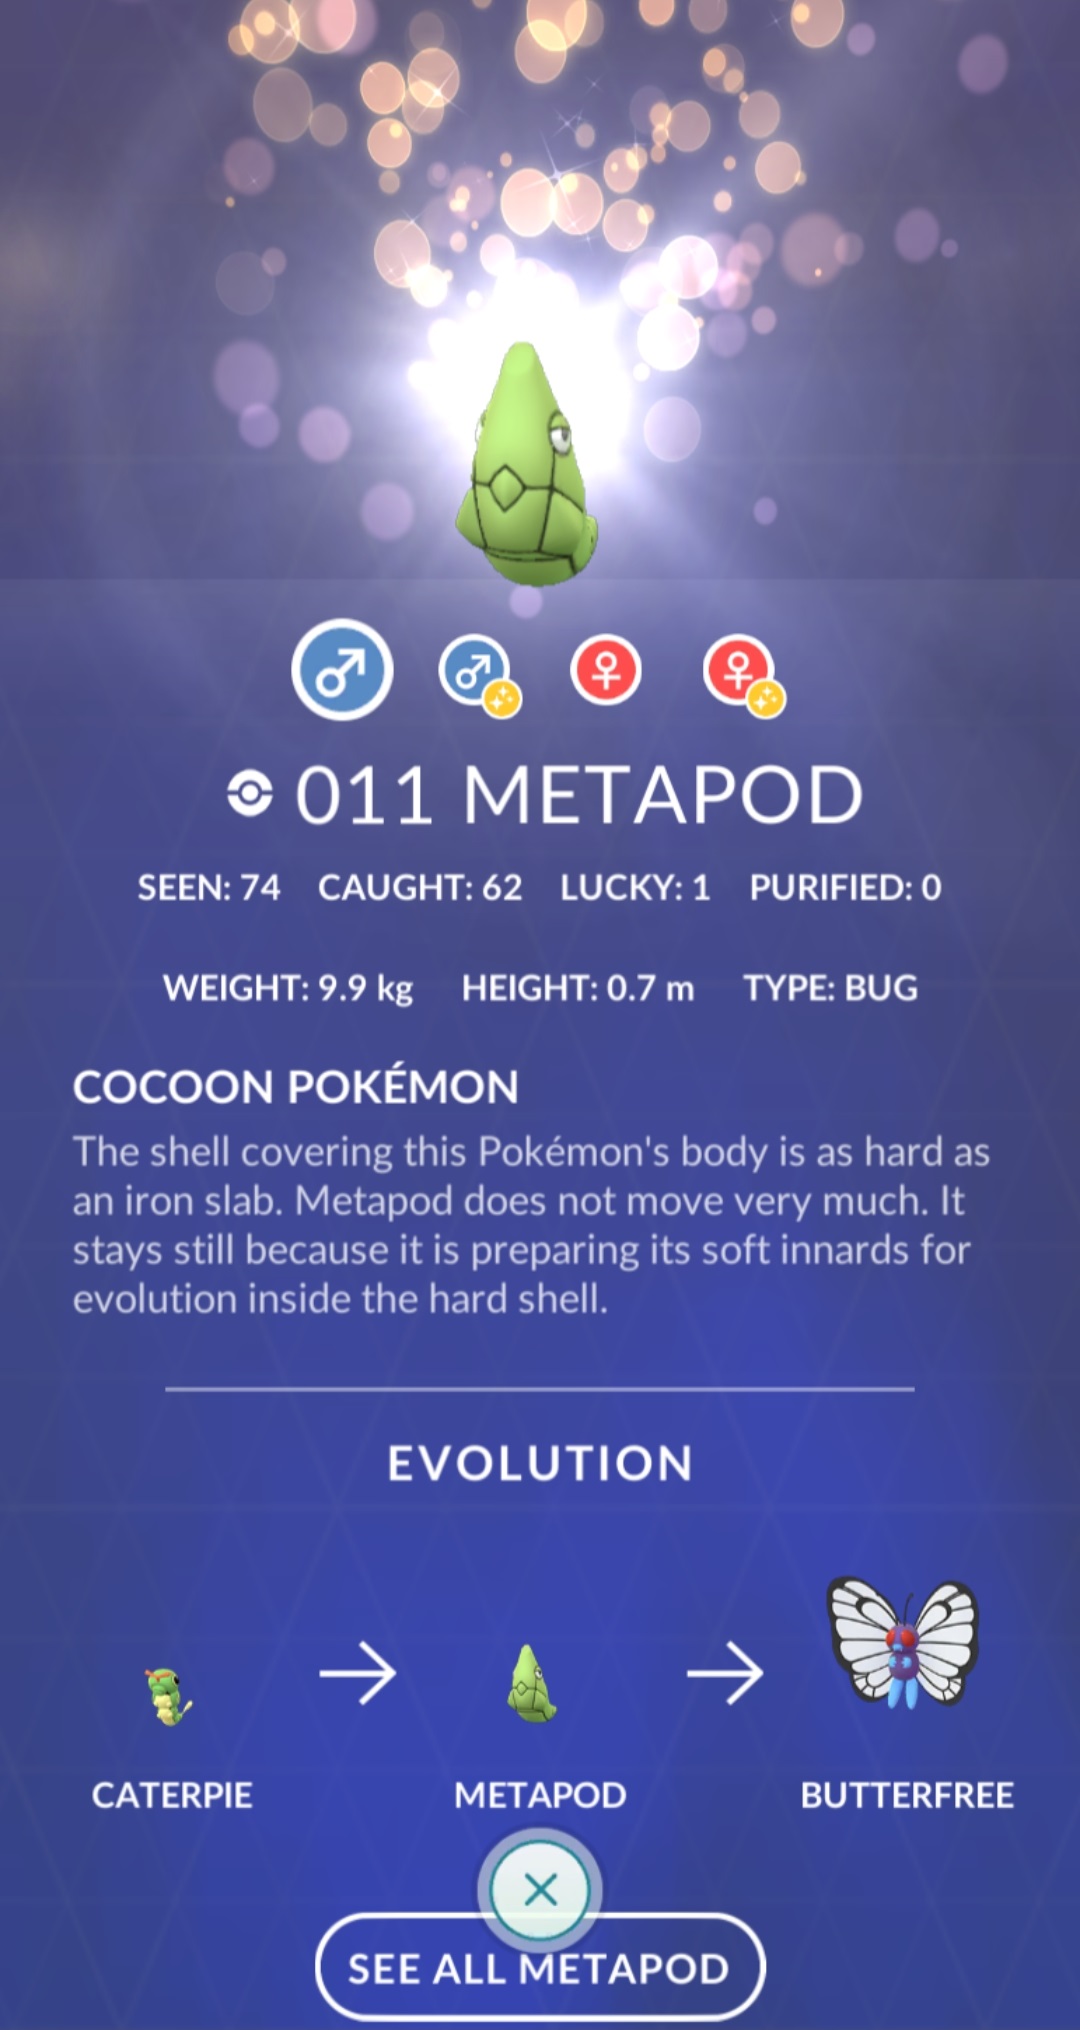 011 METAPOD
SEEN: 74 CAUGHT: 62 LUCKY: 1 PURIFIED: 0
WEIGHT: 9.9 kg HEIGHT: 0.7 m TYPE: BUG
COCOON POKÉMON
The shell covering this Pokémon's body is as hard as
an iron slab. Metapod does not move very much. It
stays still because it is preparing its soft innards for
evolution inside the hard shell.
EVOLUTION
CATERPIE METAPOD BUTTERFREE
SEE ALL METAPOD